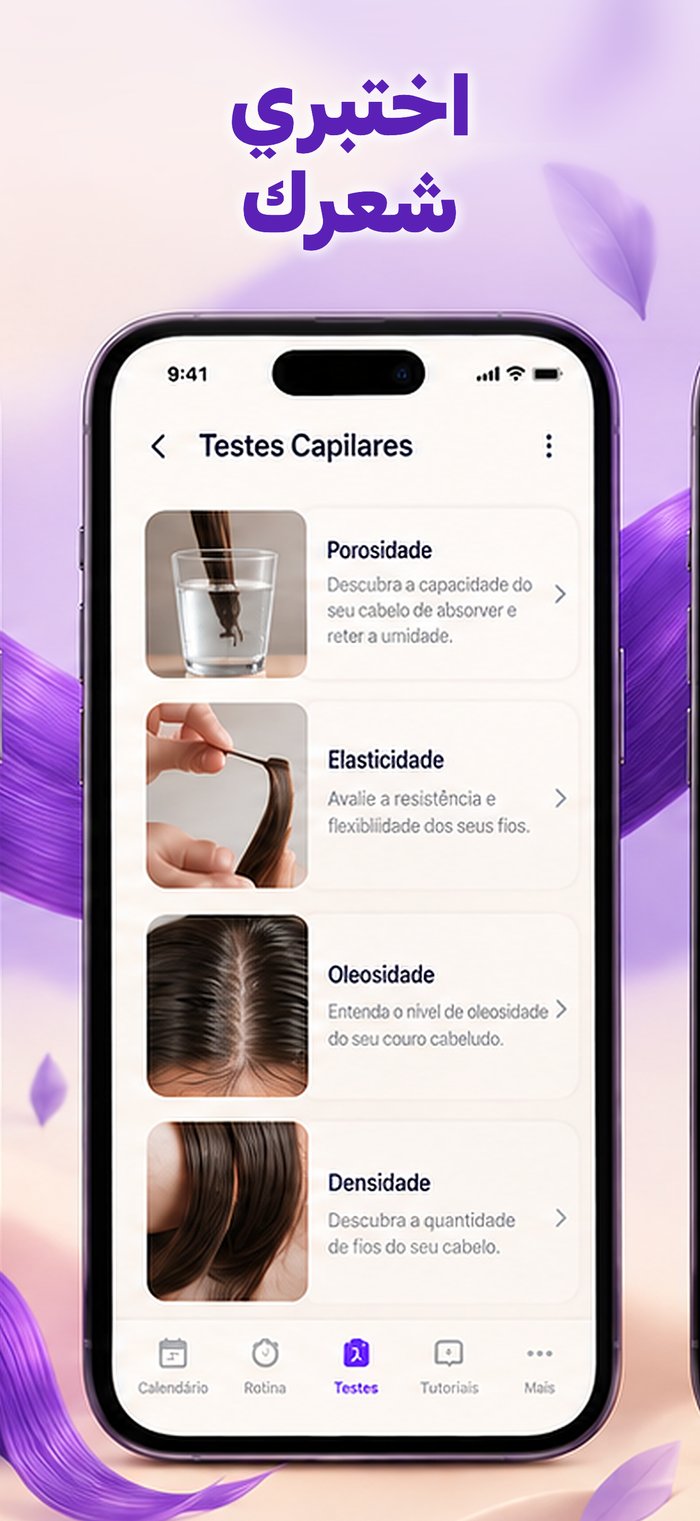 اختبري
شعرك
9:41
Testes Capilares
Porosidade
Descubra a capacidade do
seu cabelo de absorver e
reter a umidade.
Elasticidade
Avalie a resistência e
flexibliidade dos seus fios.
Oleosidade
Entenda o nível de oleosidade
do seu couro cabeludo.
Densidade
Descubra a quantidade
de fios do seu cabelo.
Calendário
Rotina
Testes
Tutoriais
Mais